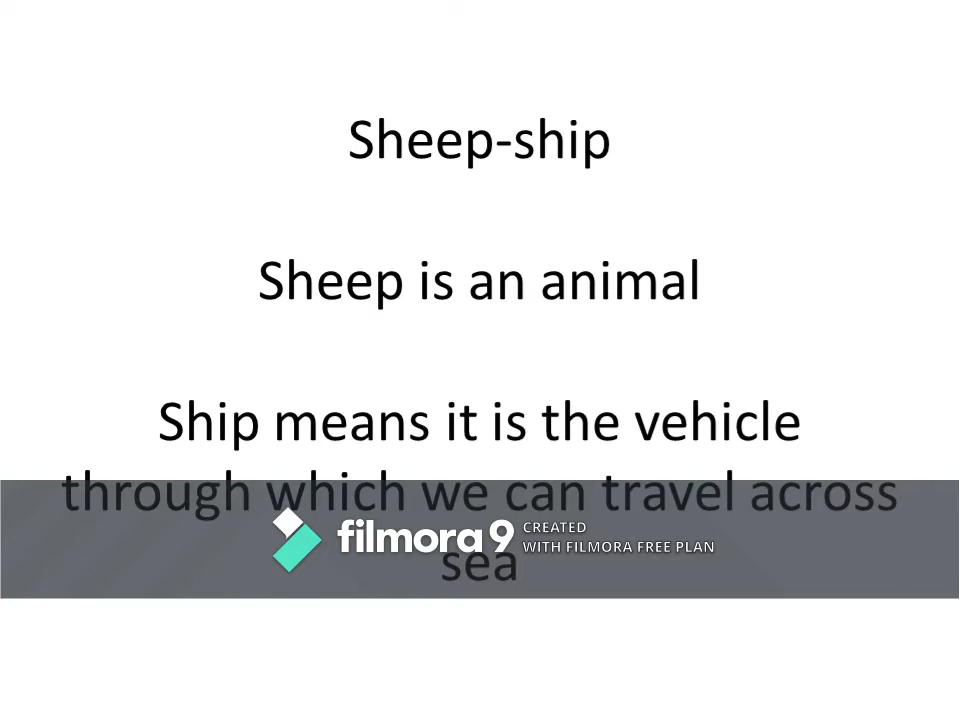 Sheep-ship
Sheep is an animal
Ship means it is the vehicle
through which we can travel across
sea
filmora 9
CREATED
WITH FILMORA FREE PLAN